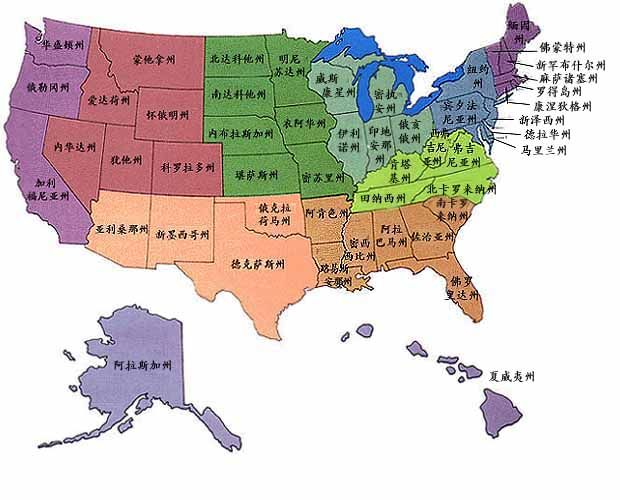 缅因
州
华盛顿州
蒙他拿州
北达科他州
明尼
苏达州
佛蒙特州
新罕布什尔州
麻萨诸塞州
罗得岛州
康涅狄格州
新泽西州
德拉华州
马里兰州
俄勒冈州
爱达荷州
怀俄明州
南达科他州
威斯
康星州
密执
安州
纽约
州
内华达州
犹他州
科罗拉多州
内布拉斯加州
衣阿华州
伊利
诺州
印地
安那
州
俄亥
俄州
宾夕法
尼亚州
加利
福尼亚州
堪萨斯州
密苏里州
肯塔
基州
西弗
吉尼
亚州
弗吉
尼亚州
亚利桑那州
新墨西哥州
俄克拉
荷马州
阿肯色州
田纳西州
北卡罗来纳州
南卡罗
来纳州
德克萨斯州
路易斯
安那州
密西
西比州
阿拉
巴马州
佐治亚州
佛罗
里达州
阿拉斯加州
夏威夷州